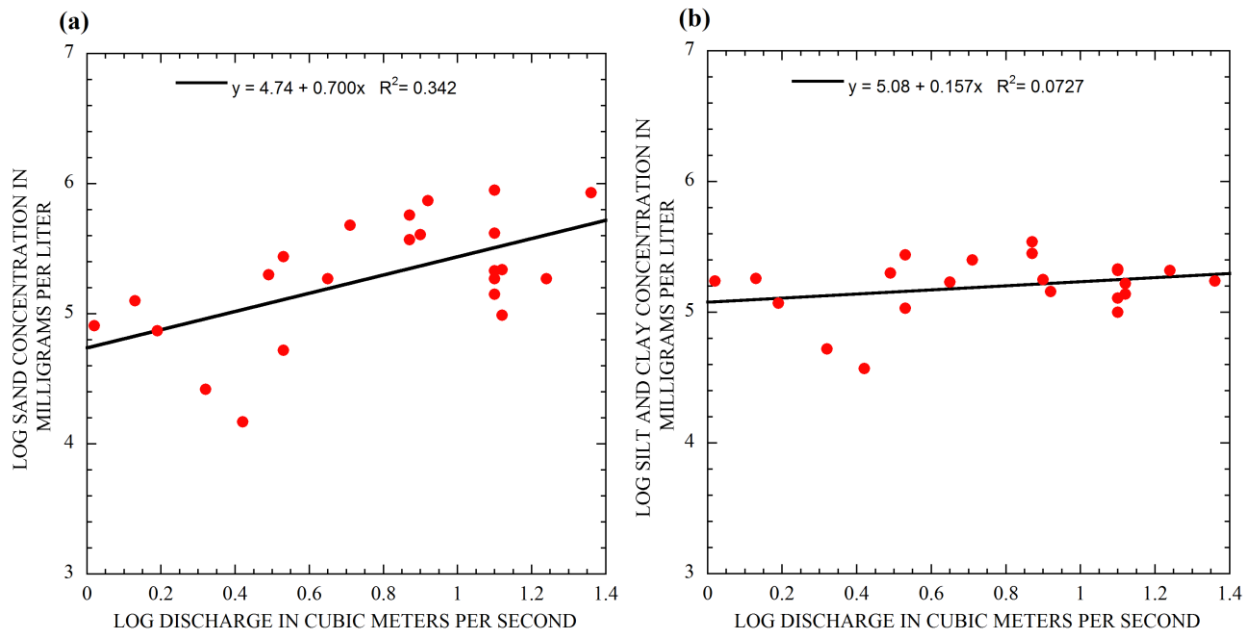 (a)
y = 4.74 + 0.700x R²= 0.342
LOG SAND CONCENTRATION IN
MILLIGRAMS PER LITER
7
6
5
4
3
0 0.2 0.4 0.6 0.8 1 1.2 1.4
LOG DISCHARGE IN CUBIC METERS PER SECOND
(b)
y = 5.08 + 0.157x R²= 0.0727
LOG SILT AND CLAY CONCENTRATION IN
MILLIGRAMS PER LITER
7
6
5
4
3
0 0.2 0.4 0.6 0.8 1 1.2 1.4
LOG DISCHARGE IN CUBIC METERS PER SECOND